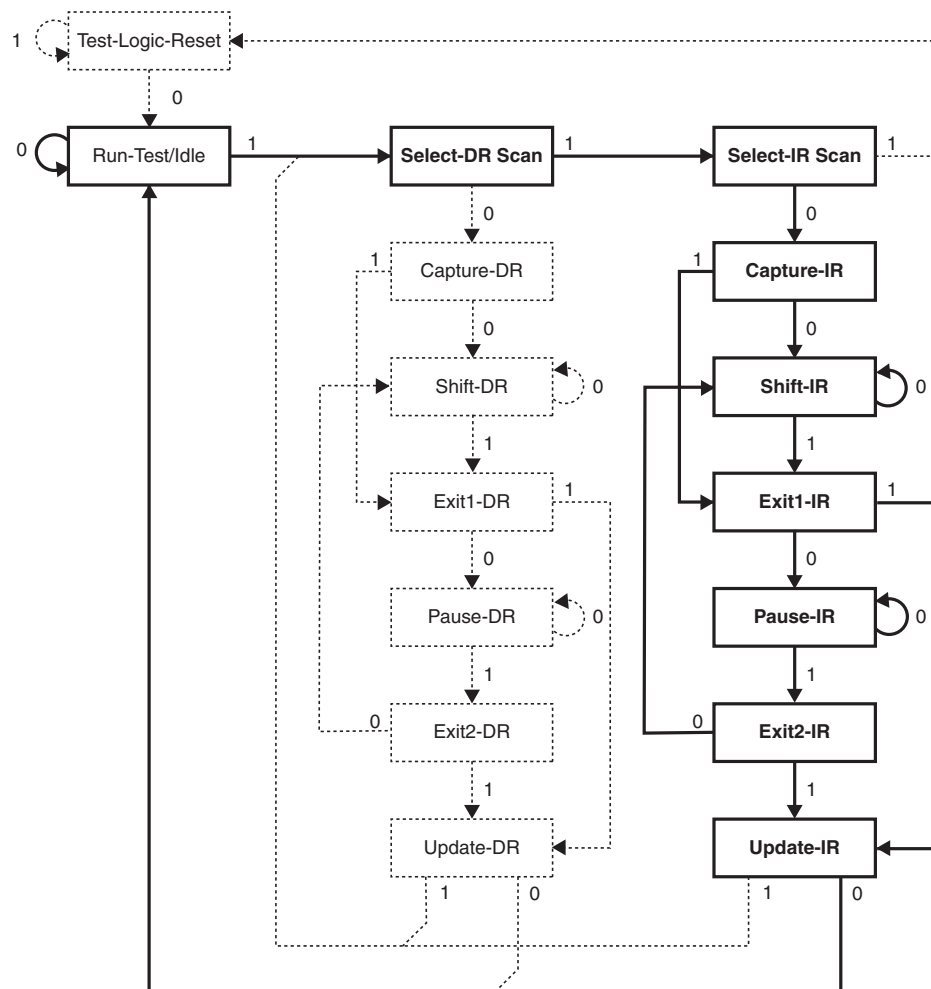 Test-Logic-Reset
1
0
0
Run-Test/Idle
1
Select-DR Scan
1
Select-IR Scan
1
0
0
1
Capture-DR
1
Capture-IR
0
0
Shift-DR
0
Shift-IR
0
1
1
Exit1-DR
1
Exit1-IR
1
0
0
Pause-DR
0
Pause-IR
0
1
1
0
Exit2-DR
0
Exit2-IR
1
1
Update-DR
Update-IR
1
0
1
0